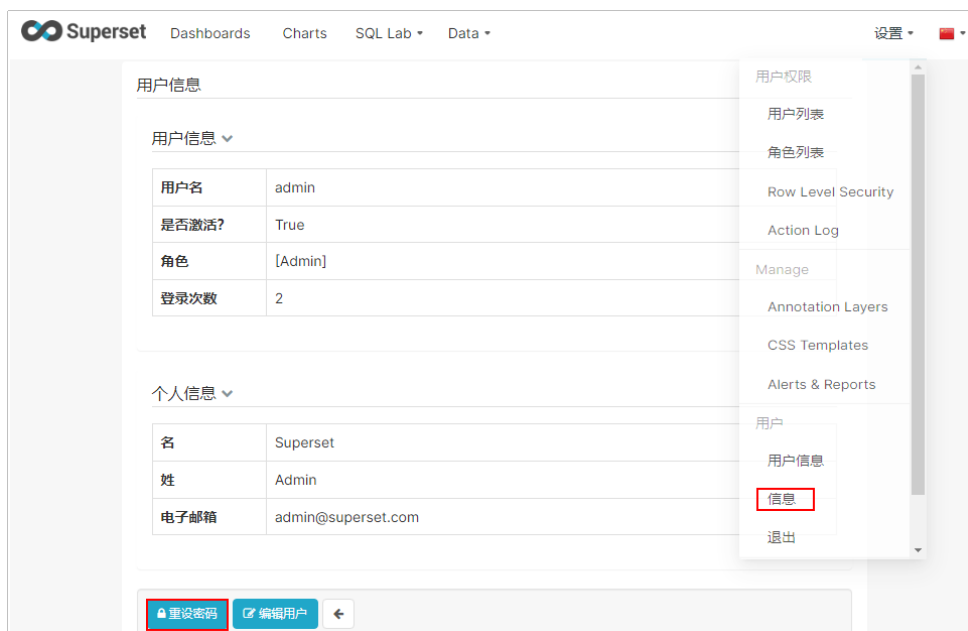 Superset Dashboards Charts SQL Lab Data 设置
用户信息
用户信息
用户名 admin
是否激活? True
角色 [Admin]
登录次数 2
个人信息
名 Superset
姓 Admin
电子邮箱 admin@superset.com
重设密码 编辑用户
用户权限
用户列表
角色列表
Row Level Security
Action Log
Manage
Annotation Layers
CSS Templates
Alerts & Reports
用户
用户信息
信息
退出